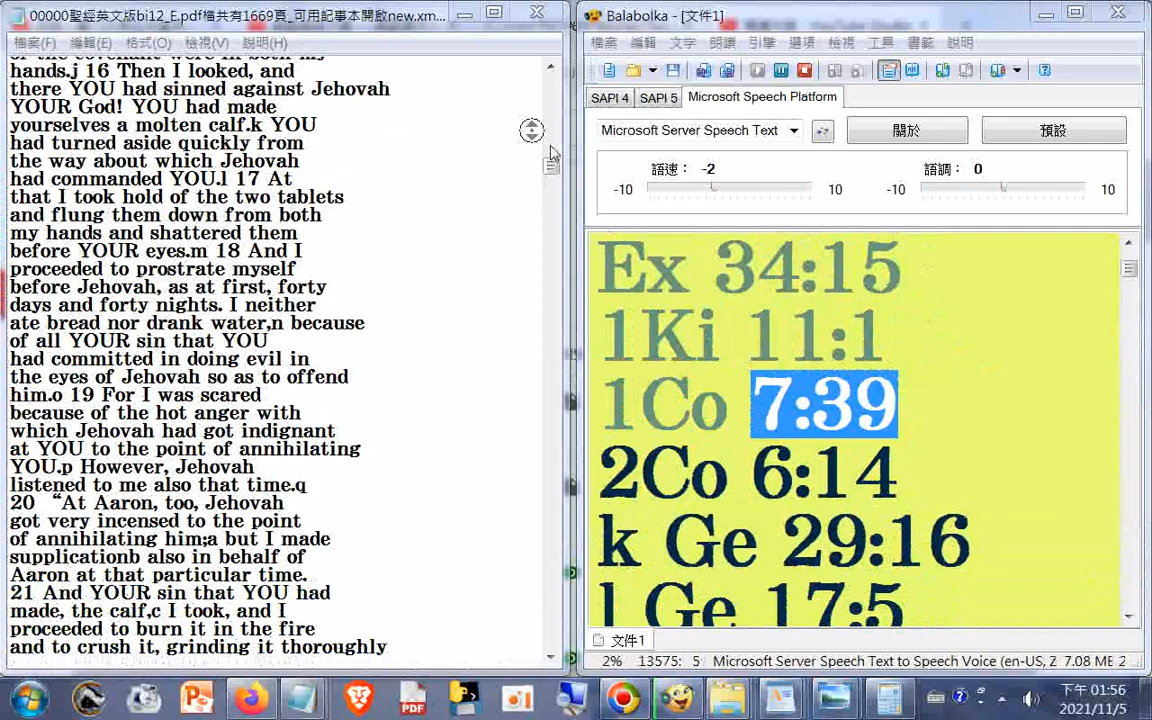 00000聖經英文版bi12_E.pdf檔共有1669頁_可用記事本開啟new.xm...
檔案(F) 編輯(E) 格式(O) 檢視(V) 說明(H)
of the covenant were in both my
hands.j 16 Then I looked, and
there YOU had sinned against Jehovah
YOUR God! YOU had made
yourselves a molten calf.k YOU
had turned aside quickly from
the way about which Jehovah
had commanded YOU.l 17 At
that I took hold of the two tablets
and flung them down from both
my hands and shattered them
before YOUR eyes.m 18 And I
proceeded to prostrate myself
before Jehovah, as at first, forty
days and forty nights. I neither
ate bread nor drank water,n because
of all YOUR sin that YOU
had committed in doing evil in
the eyes of Jehovah so as to offend
him.o 19 For I was scared
because of the hot anger with
which Jehovah had got indignant
at YOU to the point of annihilating
YOU.p However, Jehovah
listened to me also that time.q
20 “At Aaron, too, Jehovah
got very incensed to the point
of annihilating him;a but I made
supplicationb also in behalf of
Aaron at that particular time.
21 And YOUR sin that YOU had
made, the calf,c I took, and I
proceeded to burn it in the fire
and to crush it, grinding it thoroughly
Balabolka - [文件1]
檔案 編輯 文字 朗讀 引擎 選項 檢視 工具 書籤 說明
SAPI 4 SAPI 5 Microsoft Speech Platform
Microsoft Server Speech Text 關於 預設
語速： -2 語調： 0
-10 10 -10 10
Ex 34:15
1Ki 11:1
1Co 7:39
2Co 6:14
k Ge 29:16
l Ge 17:5
文件1
2% 13575: 5 Microsoft Server Speech Text to Speech Voice (en-US, Z 7.08 MB 2
PDF
下午 01:56
2021/11/5